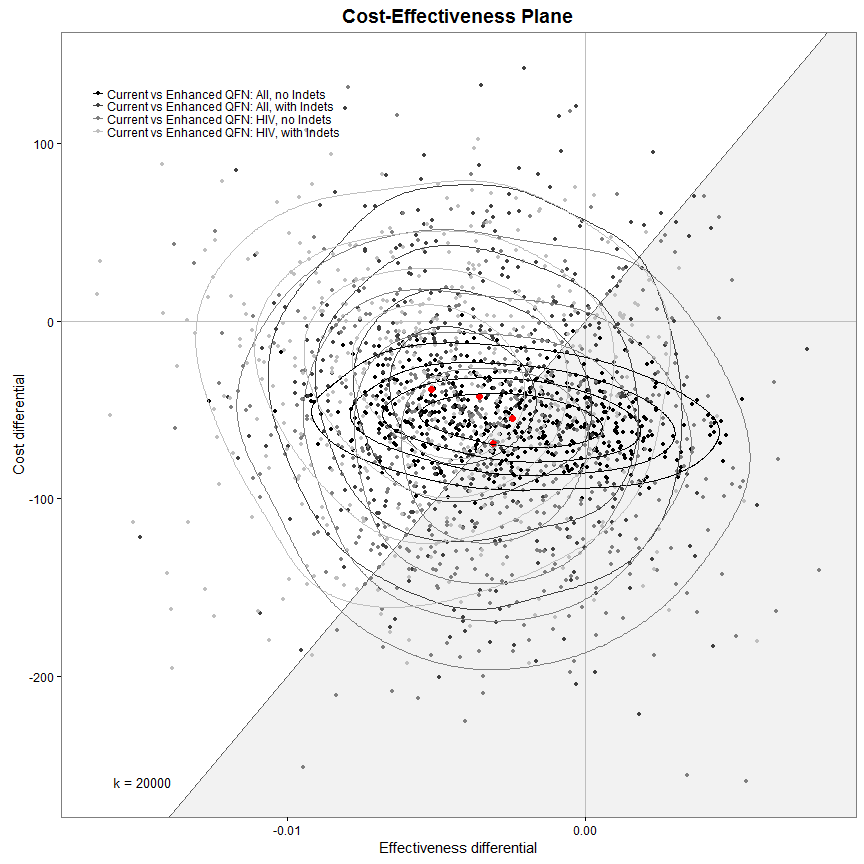 Cost-Effectiveness Plane
Current vs Enhanced QFN: All, no Indets
Current vs Enhanced QFN: All, with Indets
Current vs Enhanced QFN: HIV, no Indets
Current vs Enhanced QFN: HIV, with Indets
100
0
-100
-200
Cost differential
k = 20000
-0.01
0.00
Effectiveness differential